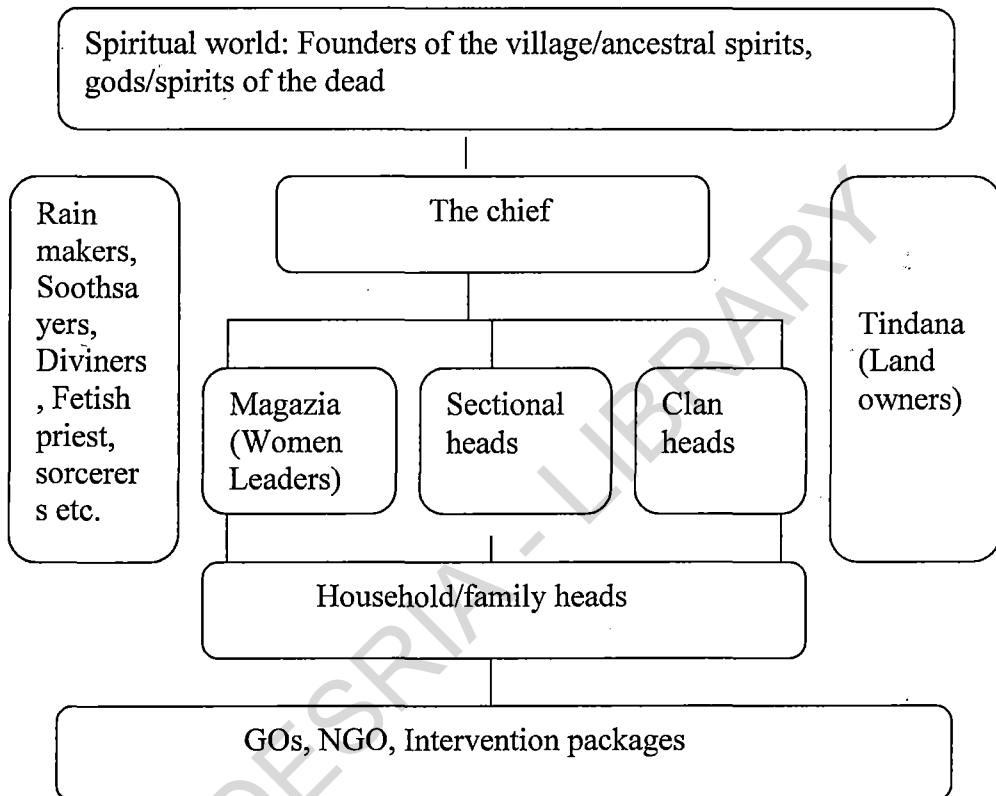 Spiritual world: Founders of the village/ancestral spirits,
gods/spirits of the dead
Rain
makers,
Soothsa
yers,
Diviners
, Fetish
priest,
sorcerer
s etc.
The chief
Tindana
(Land
owners)
Magazia
(Women
Leaders)
Sectional
heads
Clan
heads
Household/family heads
GOs, NGO, Intervention packages
DESRIA - LIBRARY